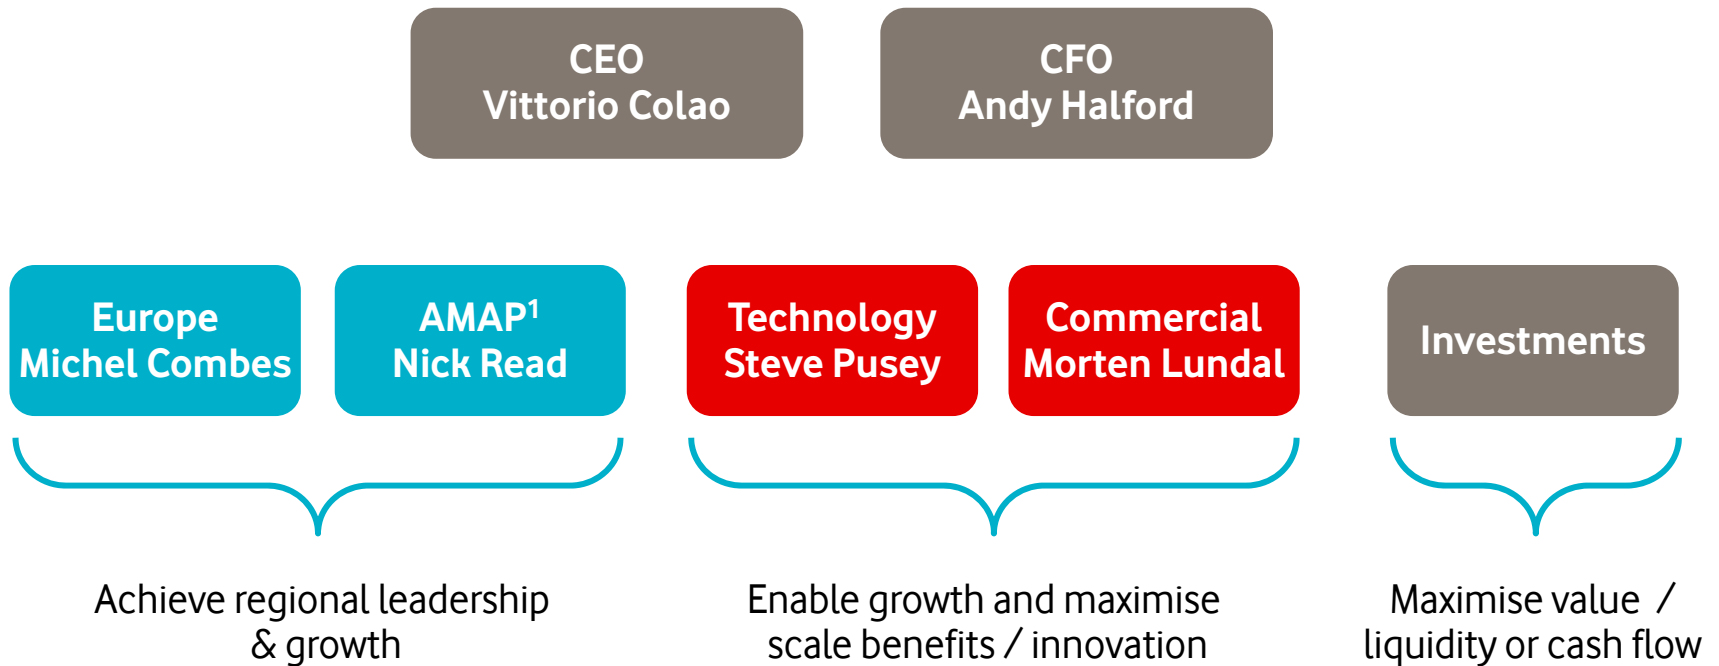 CEO
Vittorio Colao
CFO
Andy Halford
Europe
Michel Combes
AMAP¹
Nick Read
Technology
Steve Pusey
Commercial
Morten Lundal
Investments
Achieve regional leadership
& growth
Enable growth and maximise
scale benefits / innovation
Maximise value /
liquidity or cash flow